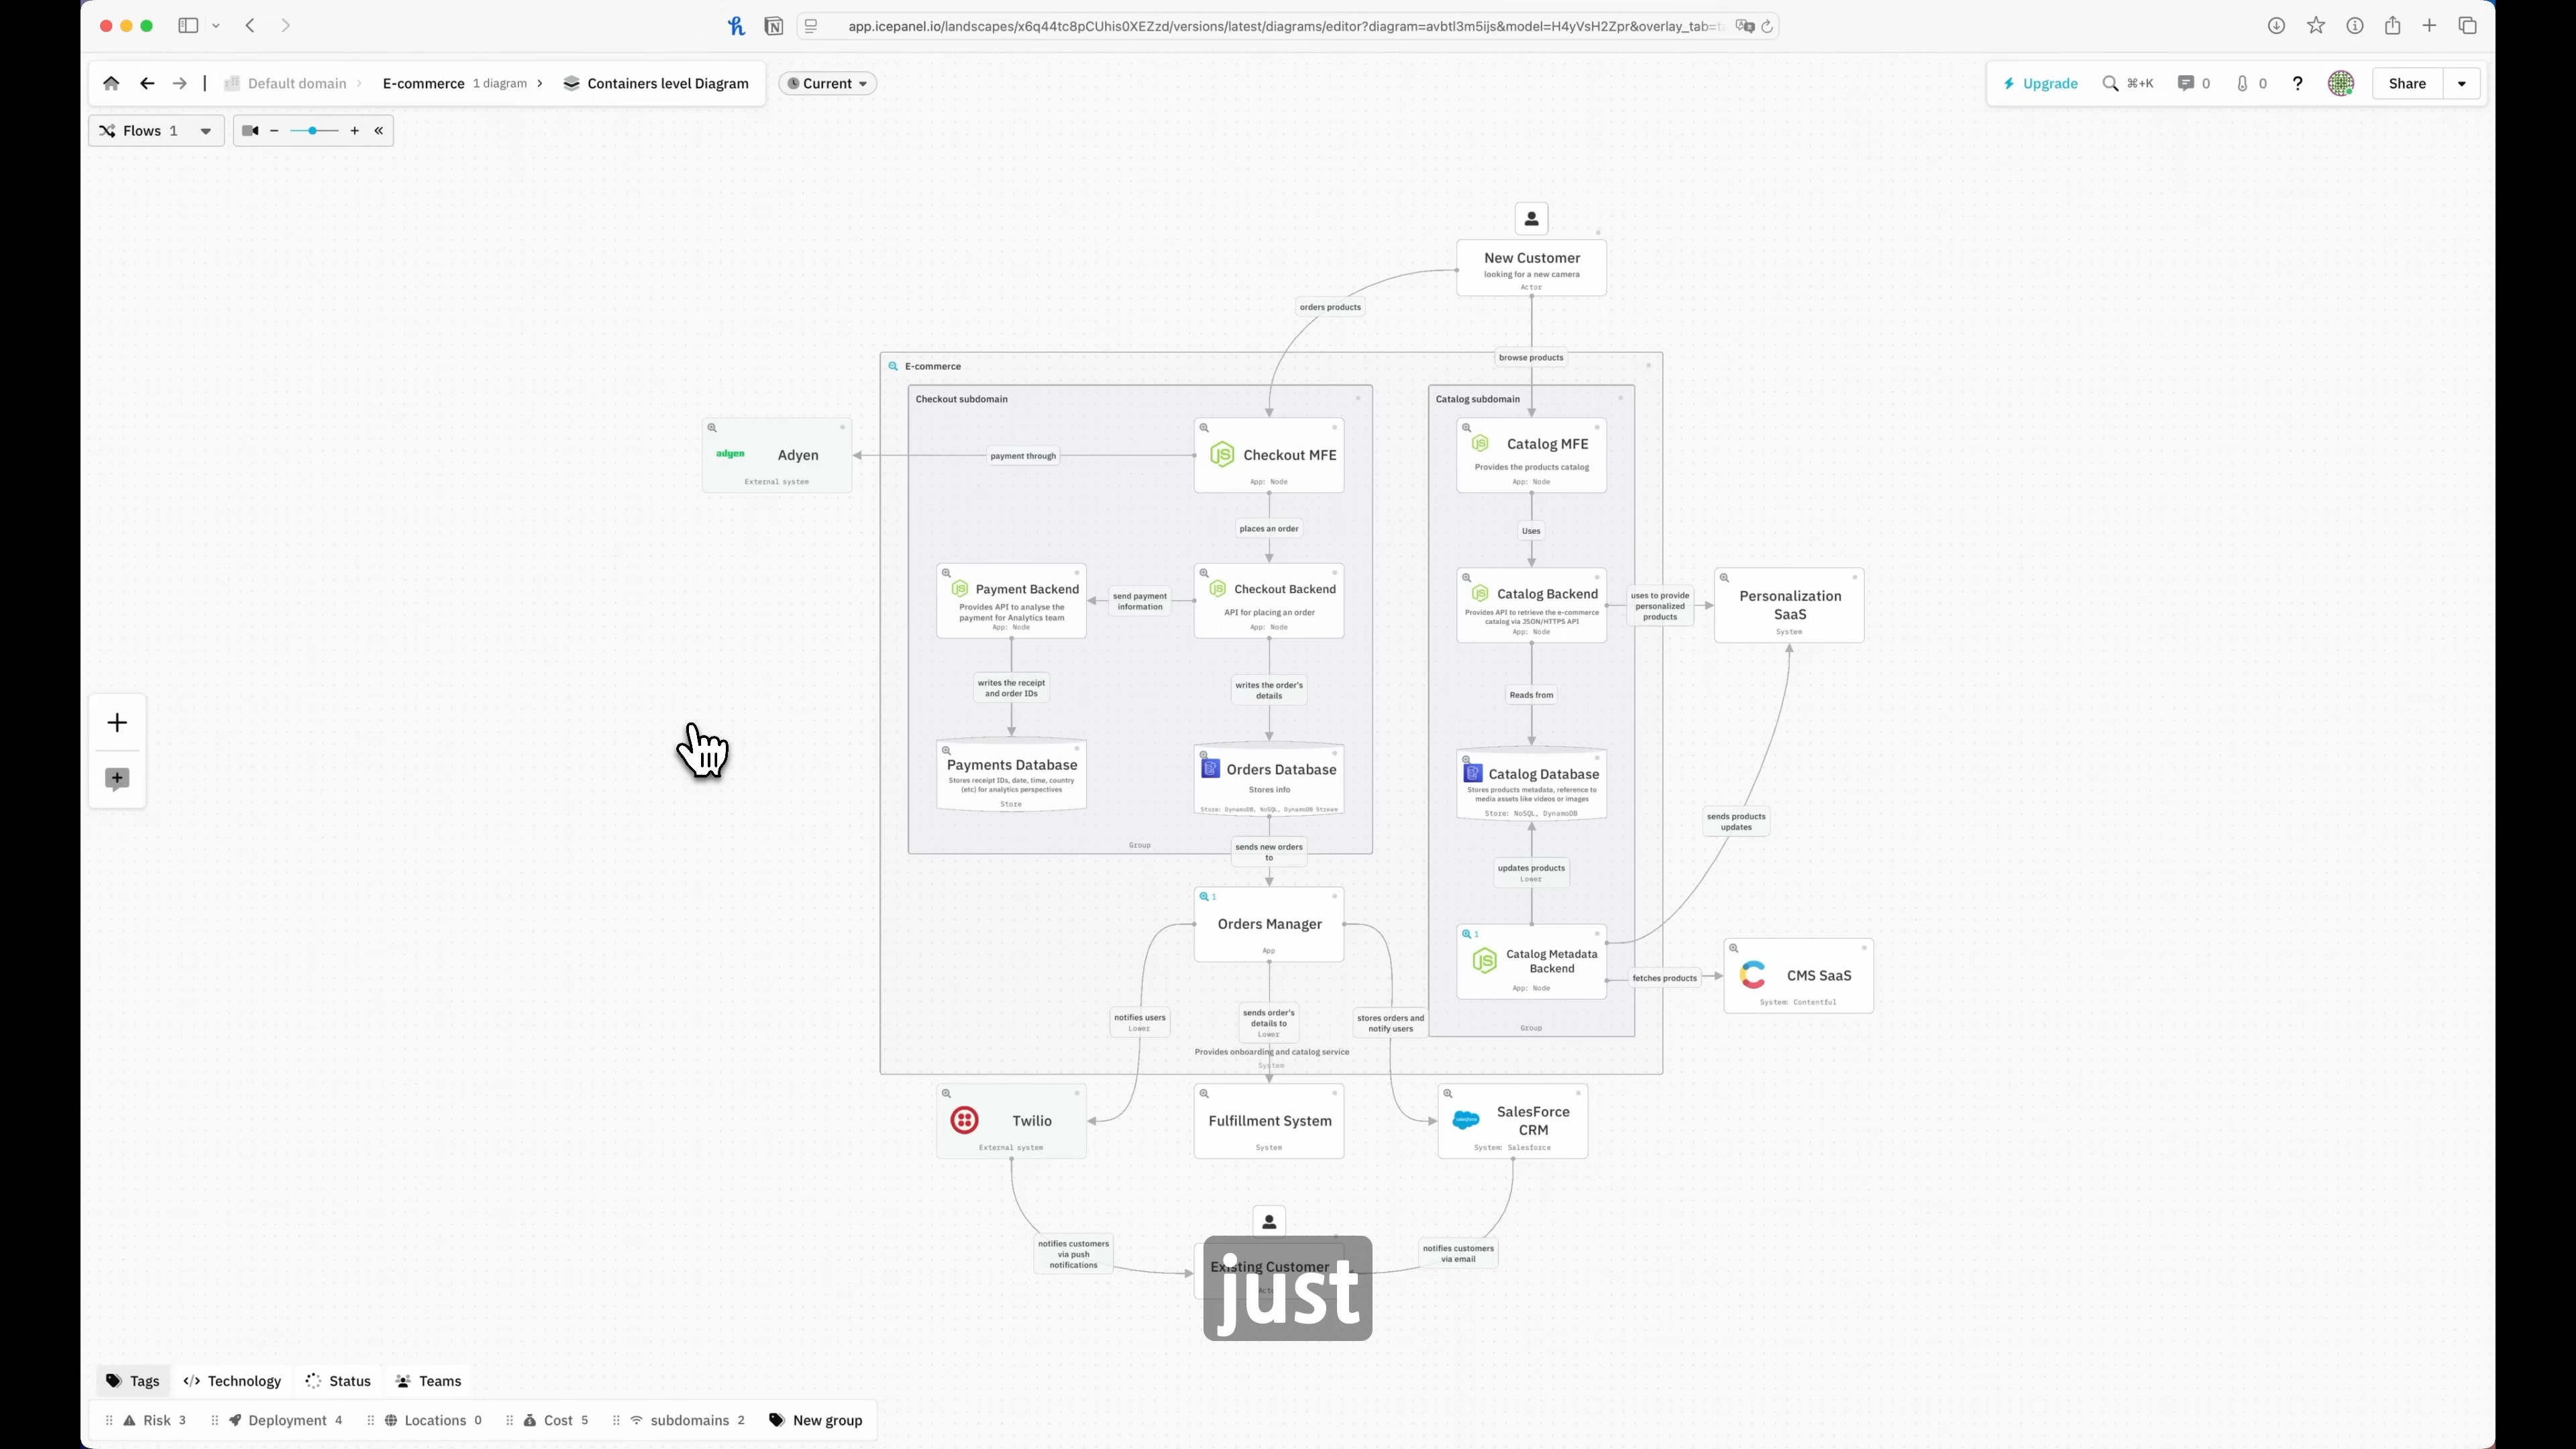 app.icepanel.io/landscapes/x6q44tc8pCUhis0XEZzd/versions/latest/diagrams/editor?diagram=avbtl3m5ijs&model=H4yVsH2Zpr&overlay_tab=t
Default domain
E-commerce 1 diagram
Containers level Diagram
Current
Upgrade
⌘+K
0
0
?
Share
Flows 1
New Customer
looking for a new camera
Actor
orders products
browse products
E-commerce
Checkout subdomain
Catalog subdomain
adyen
Adyen
External system
payment through
Checkout MFE
App: Node
Catalog MFE
Provides the products catalog
App: Node
places an order
Uses
Payment Backend
Provides API to analyse the
payment for Analytics team
App: Node
send payment
information
Checkout Backend
API for placing an order
App: Node
Catalog Backend
Provides API to retrieve the e-commerce
catalog via JSON/HTTPS API
App: Node
uses to provide
personalized
products
Personalization
SaaS
System
writes the receipt
and order IDs
writes the order's
details
Reads from
Payments Database
Stores receipt IDs, date, time, country
(etc) for analytics perspectives
Store
Orders Database
Stores info
Store: DynamoDB, NoSQL, DynamoDB Stream
Catalog Database
Stores products metadata, reference to
media assets like videos or images
Store: NoSQL, DynamoDB
sends products
updates
Group
sends new orders
to
updates products
Lower
1
Orders Manager
App
1
Catalog Metadata
Backend
App: Node
fetches products
CMS SaaS
System: Contentful
notifies users
Lower
sends order's
details to
Lower
stores orders and
notify users
Group
Provides onboarding and catalog service
System
Twilio
External system
Fulfillment System
System
salesforce
SalesForce
CRM
System: Salesforce
notifies customers
via push
notifications
Existing Customer
notifies customers
via email
just
Tags
Technology
Status
Teams
Risk 3
Deployment 4
Locations 0
Cost 5
subdomains 2
New group